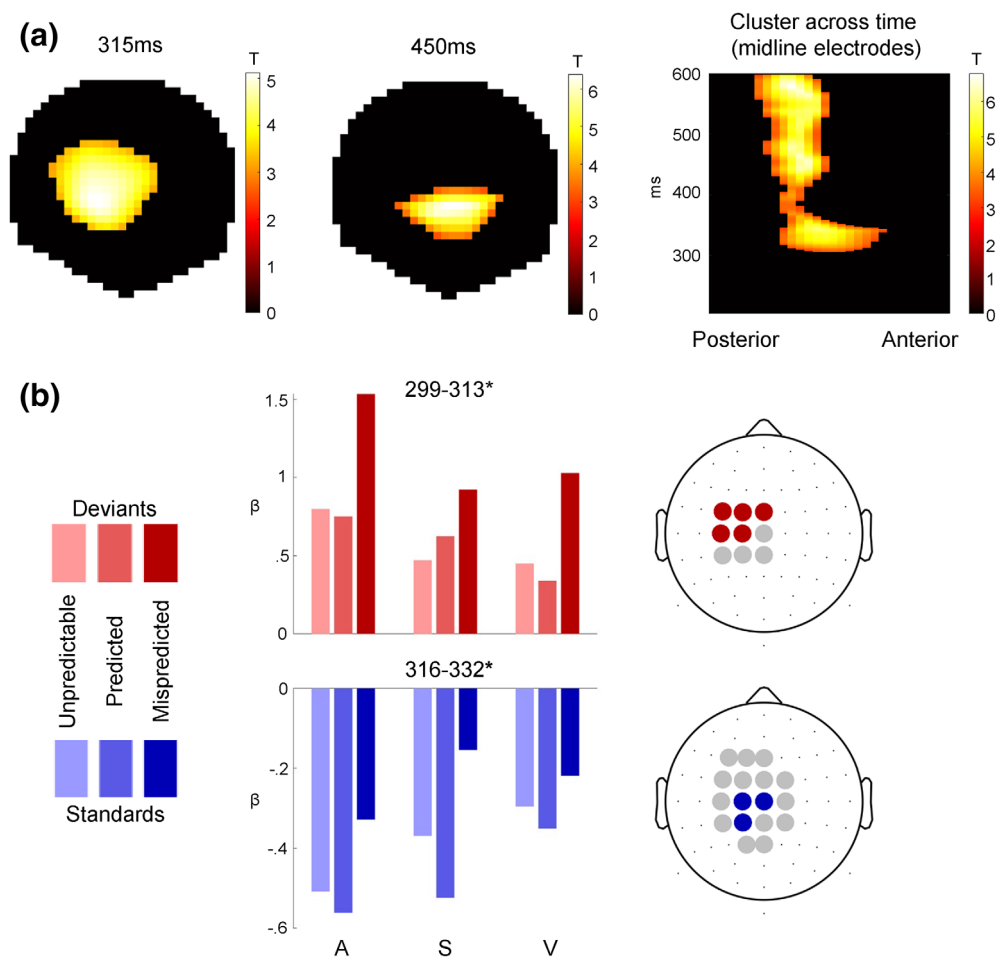 (a)
315ms
T
5
4
3
2
1
0
450ms
T
6
5
4
3
2
1
0
Cluster across time
(midline electrodes)
T
600
500
400
300
ms
6
5
4
3
2
1
0
Posterior
Anterior
(b)
Deviants
Unpredictable
Predicted
Mispredicted
Standards
299-313*
1.5
1
.5
0
β
316-332*
0
-.2
-.4
-.6
β
A
S
V